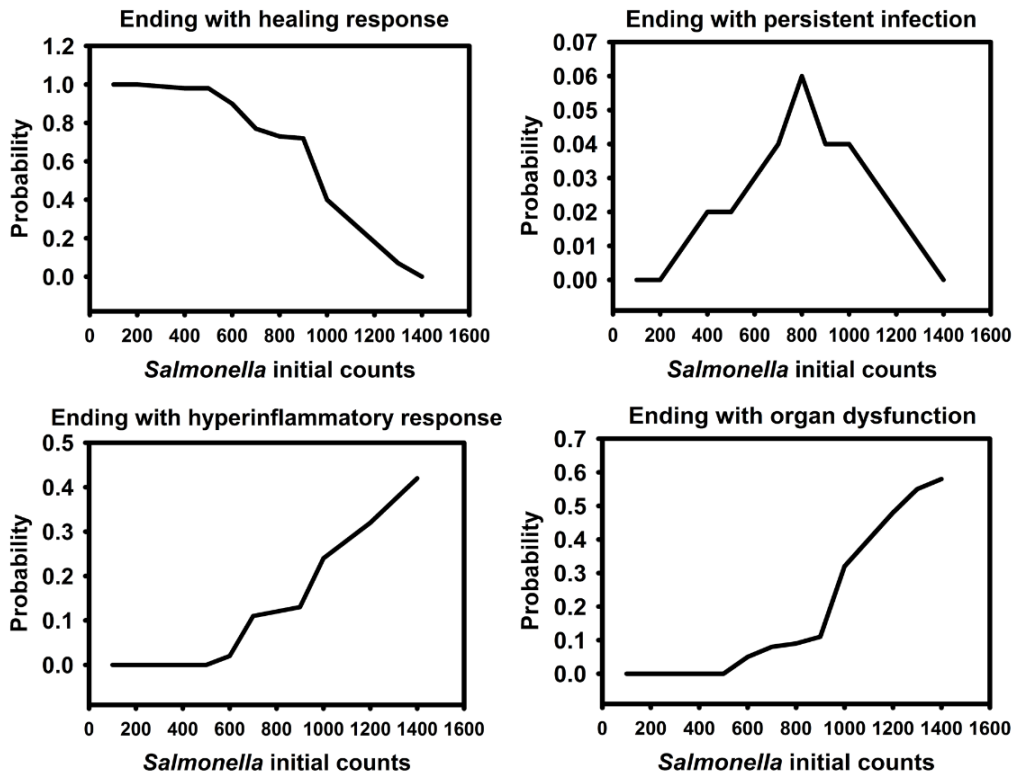 Ending with healing response
1.2
1.0
0.8
0.6
0.4
0.2
0.0
Probability
0 200 400 600 800 1000 1200 1400 1600
Salmonella initial counts
Ending with persistent infection
0.07
0.06
0.05
0.04
0.03
0.02
0.01
0.00
Probability
0 200 400 600 800 1000 1200 1400 1600
Salmonella initial counts
Ending with hyperinflammatory response
0.5
0.4
0.3
0.2
0.1
0.0
Probability
0 200 400 600 800 1000 1200 1400 1600
Salmonella initial counts
Ending with organ dysfunction
0.7
0.6
0.5
0.4
0.3
0.2
0.1
0.0
Probability
0 200 400 600 800 1000 1200 1400 1600
Salmonella initial counts